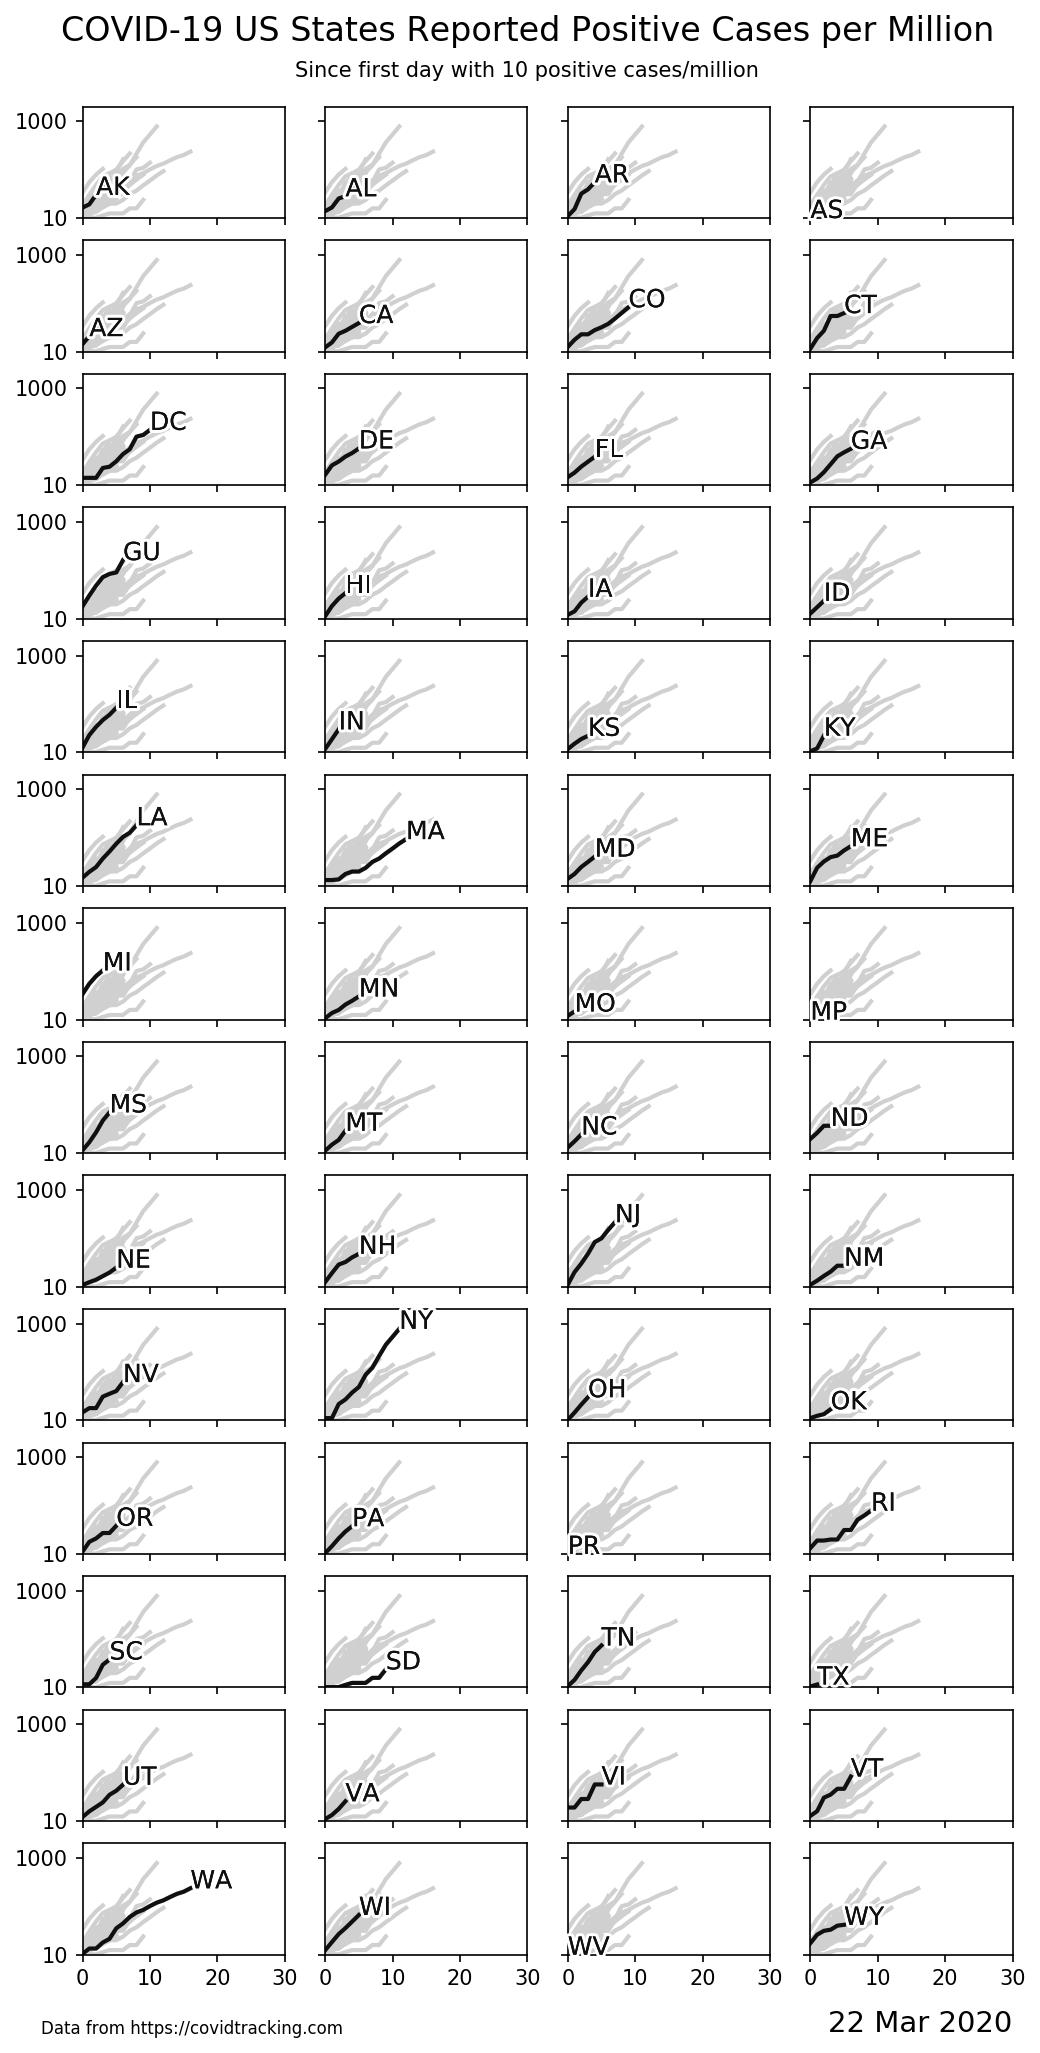 COVID-19 US States Reported Positive Cases per Million
Since first day with 10 positive cases/million
1000
AK AL AR
10 AS
1000
CO
CA CT
AZ
10
1000
DC
DE FL GA
10
1000
GU
HI IA ID
10
1000
IL
IN KS KY
10
1000
LA MA
MD ME
10
1000
MI
MN MO MP
10
1000
MS
MT NC ND
10
1000
NJ
NE NH NM
10
NY
1000
NV OH OK
10
1000
RI
OR PA
10 PR
1000
SC SD TN TX
10
1000
UT VA VI VT
10
1000
WA
WI WY
10 WV
0 10 20 30 0 10 20 30 0 10 20 30 0 10 20 30
Data from https://covidtracking.com 22 Mar 2020